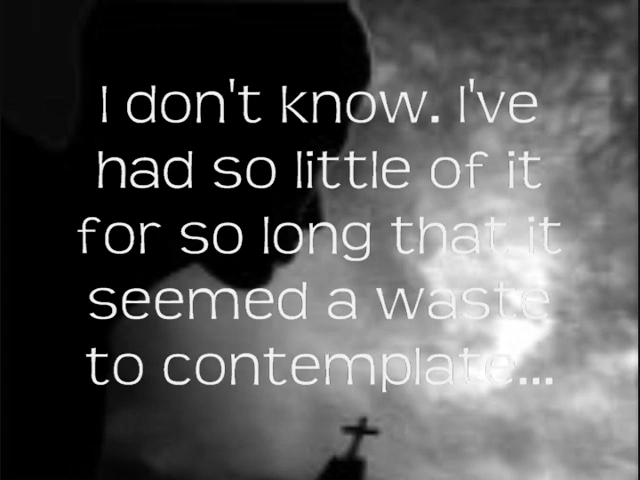 I don't know. I've
had so little of it
for so long that it
seemed a waste
to contemplate...